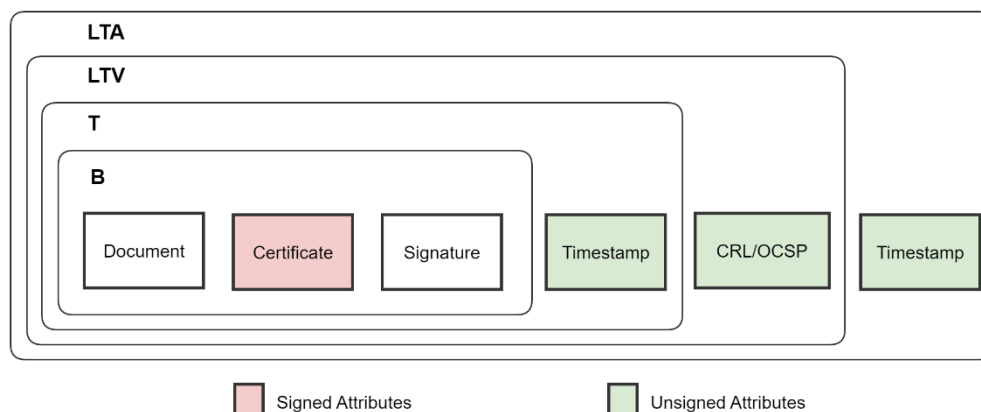 LTA
LTV
T
B
Document
Certificate
Signature
Timestamp
CRL/OCSP
Timestamp
Signed Attributes
Unsigned Attributes